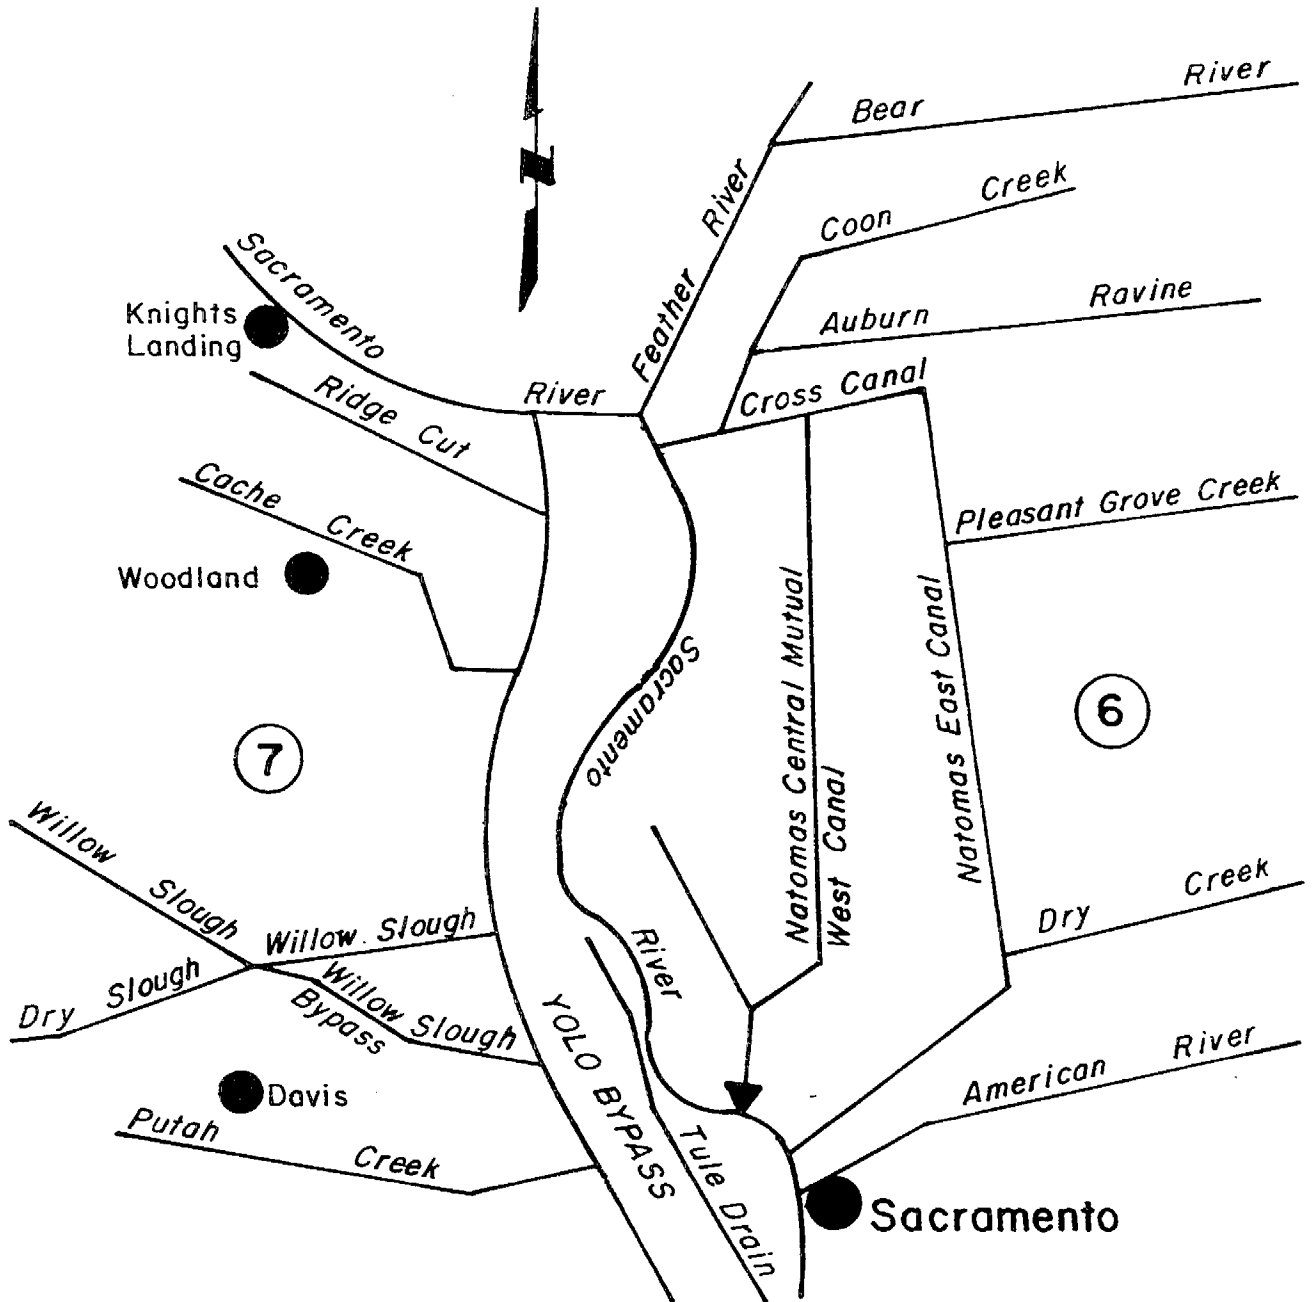 N
Bear River
Coon Creek
Feather River
Auburn Ravine
Sacramento River
Knights
Landing
Ridge Cut
Cross Canal
Cache Creek
Pleasant Grove Creek
Woodland
Sacramento River
Natomas Central Mutual
West Canal
Natomas East Canal
6
7
Willow Slough
Willow Slough
Dry Creek
Dry Slough
Willow Slough
Bypass
YOLO BYPASS
American River
Davis
Putah Creek
Tule Drain
Sacramento